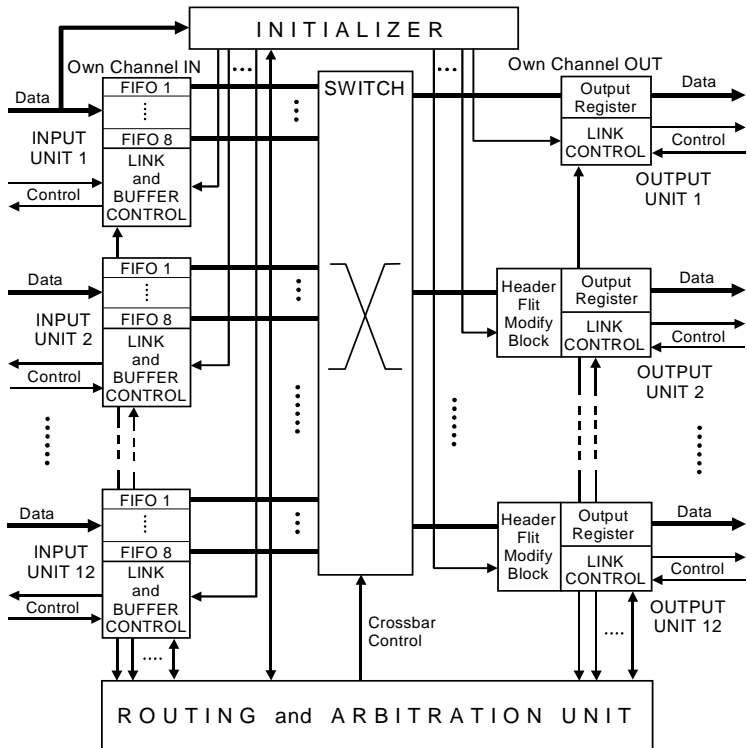 INITIALIZER
Own Channel IN
Own Channel OUT
Data
FIFO 1
FIFO 8
INPUT
UNIT 1
LINK
and
BUFFER
CONTROL
Control
SWITCH
Output
Register
LINK
CONTROL
Data
Control
OUTPUT
UNIT 1
Data
FIFO 1
FIFO 8
INPUT
UNIT 2
LINK
and
BUFFER
CONTROL
Control
Header
Flit
Modify
Block
Output
Register
LINK
CONTROL
Data
Control
OUTPUT
UNIT 2
Data
FIFO 1
FIFO 8
INPUT
UNIT 12
LINK
and
BUFFER
CONTROL
Control
Header
Flit
Modify
Block
Output
Register
LINK
CONTROL
Data
Control
OUTPUT
UNIT 12
Crossbar
Control
ROUTING and ARBITRATION UNIT